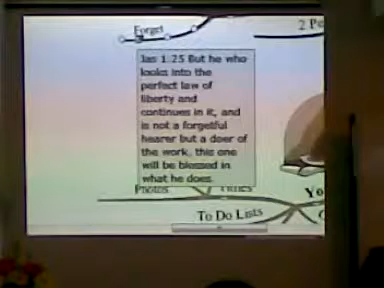 Forget
2 Pe
Jas 1.25 But he who
looks into the
perfect law of
liberty and
continues in it, and
is not a forgetful
hearer but a doer of
the work, this one
will be blessed in
what he does.
Photos
Times
Yo
To Do Lists